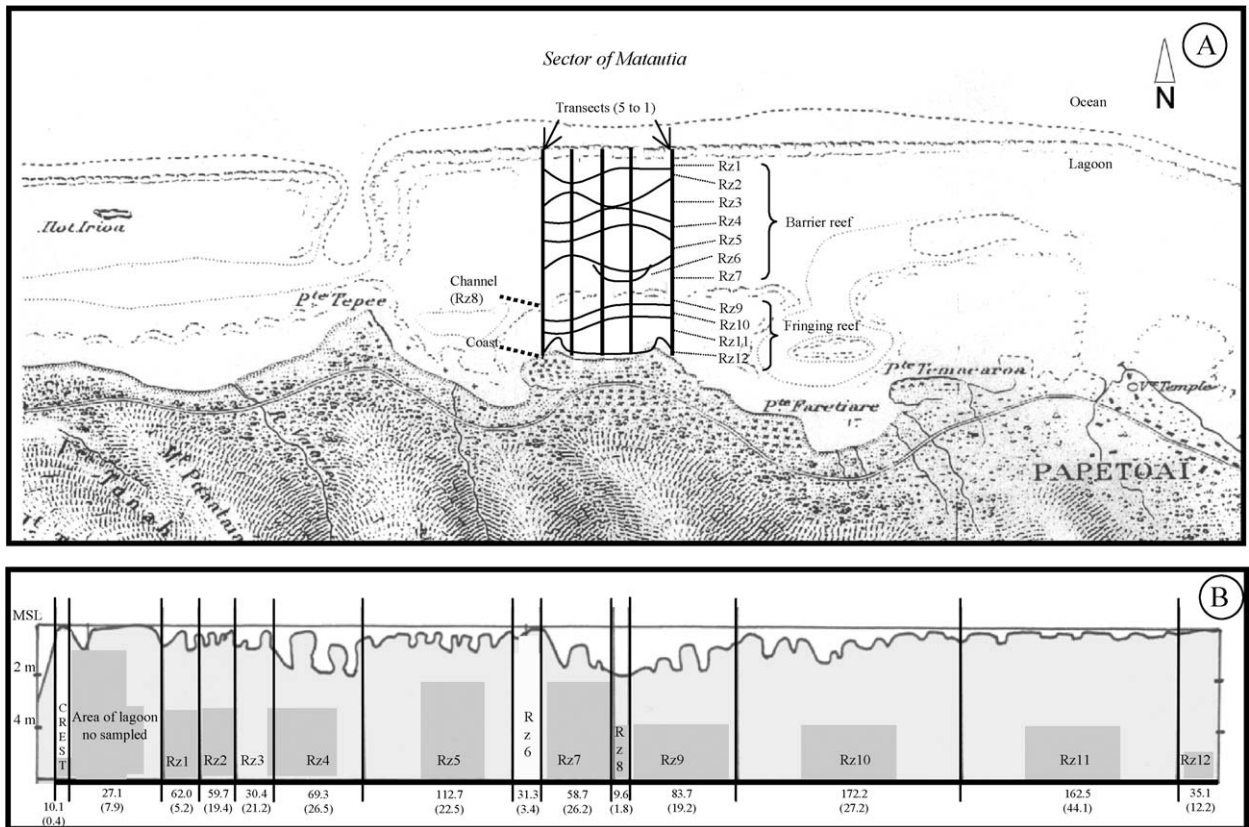 A
Sector of Matautia
N
Transects (5 to 1)
Ocean
Lagoon
Rz1
Rz2
Rz3
Rz4
Rz5
Rz6
Rz7
Barrier reef
Ilot Irioa
Channel
(Rz8)
Pte Tepee
Rz9
Rz10
Rz11
Rz12
Fringing reef
Coast
Pte Faretiare
Temple
PAPETOAI
B
MSL
2 m
4 m
CREST
Area of lagoon
no sampled
Rz1
Rz2
Rz3
Rz4
Rz5
Rz6
Rz7
Rz8
Rz9
Rz10
Rz11
Rz12
10.1
(0.4)
27.1
(7.9)
62.0
(5.2)
59.7
(19.4)
30.4
(21.2)
69.3
(26.5)
112.7
(22.5)
31.3
(3.4)
58.7
(26.2)
9.6
(1.8)
83.7
(19.2)
172.2
(27.2)
162.5
(44.1)
35.1
(12.2)